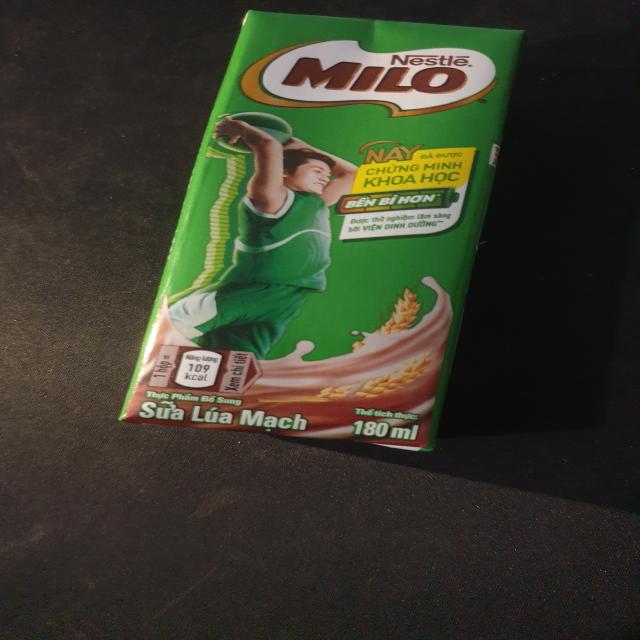 Nestlé.
MILO
NAY ĐÃ ĐƯỢC
CHỨNG MINH
KHOA HỌC
BỀN BỈ HƠN
Được thử nghiệm lâm sàng
bởi VIỆN DINH DƯỠNG
1 hộp =
Năng lượng
109
kcal
Xem chi tiết
Thực Phẩm Bổ Sung
Sữa Lúa Mạch
Thể tích thực:
180 ml